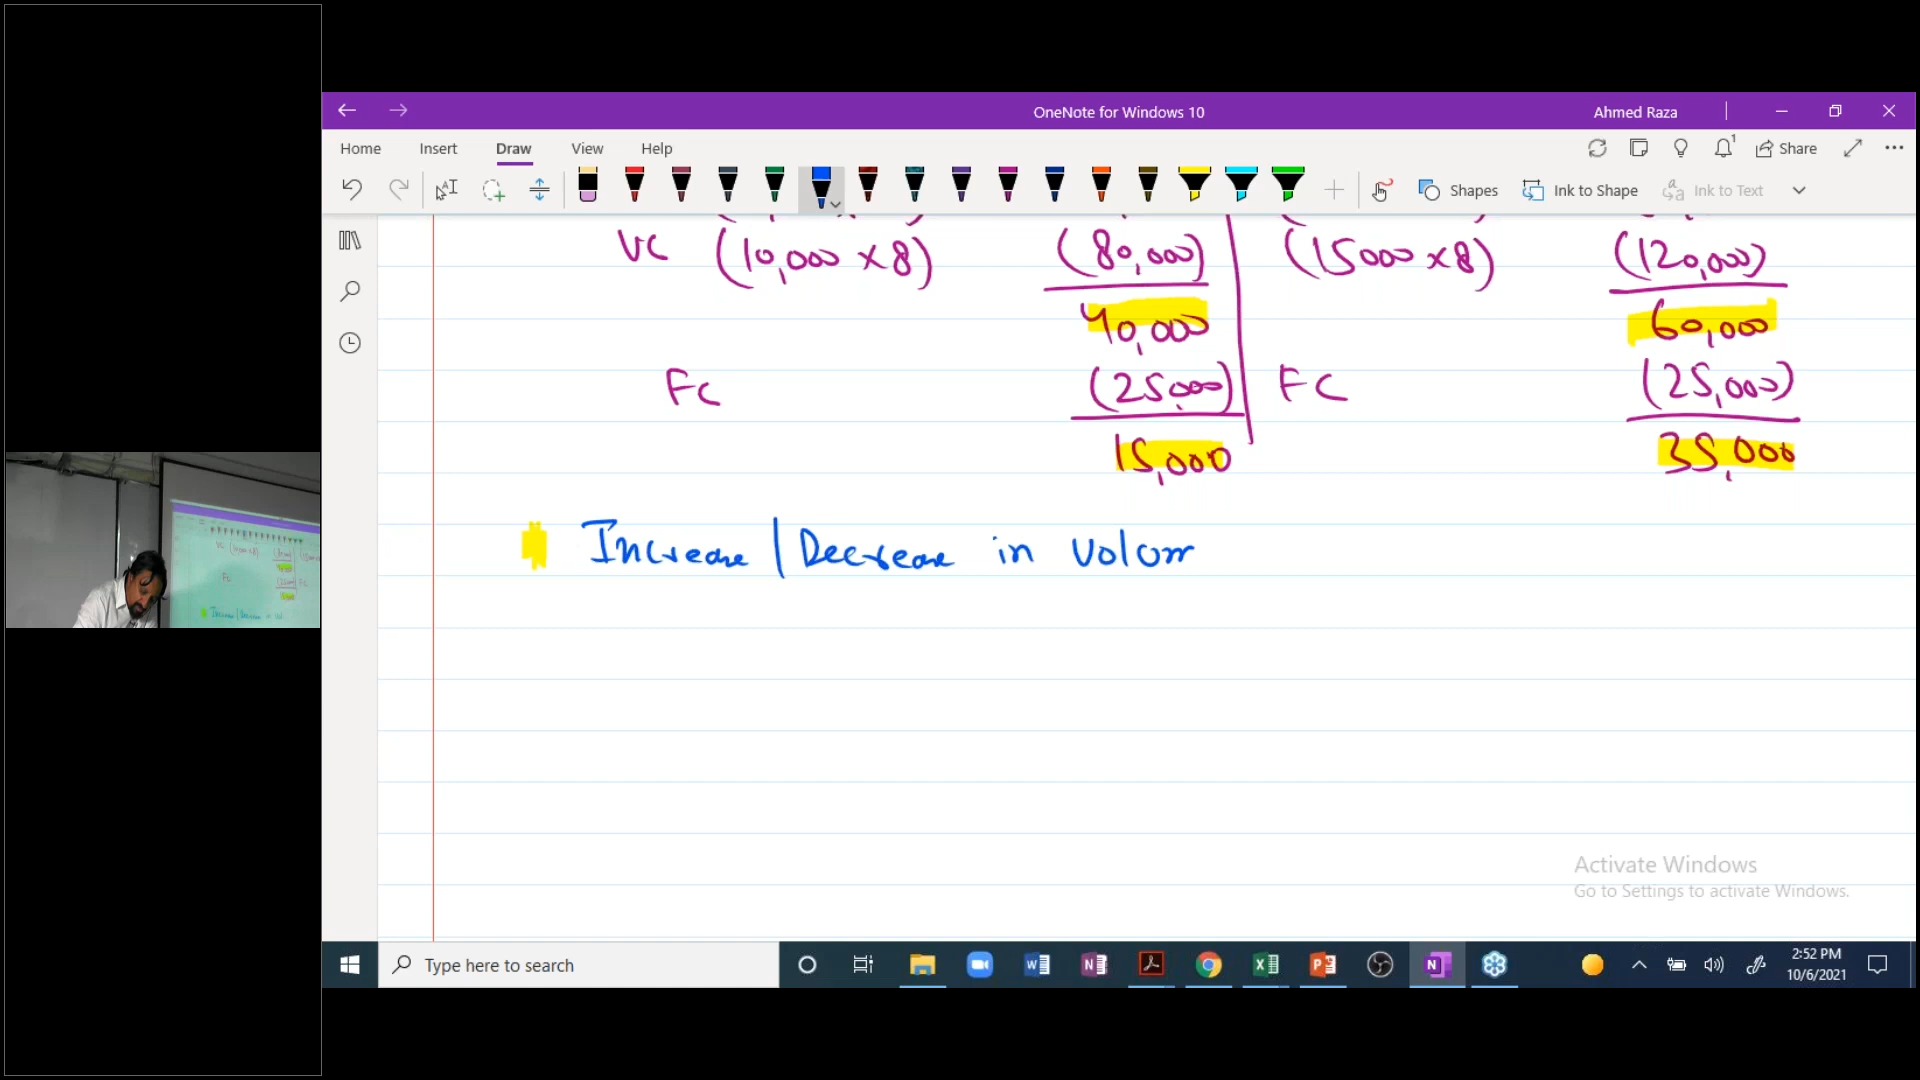 OneNote for Windows 10
Ahmed Raza
Home Insert Draw View Help
1 Share
Shapes Ink to Shape Ink to Text
VC (10,000 x 8) (80,000) (15000 x 8) (120,000)
40,000 60,000
FC (25,000) FC (25,000)
15,000 35,000
Increase | Decrease in Volum
Activate Windows
Go to Settings to activate Windows.
Type here to search
2:52 PM
10/6/2021